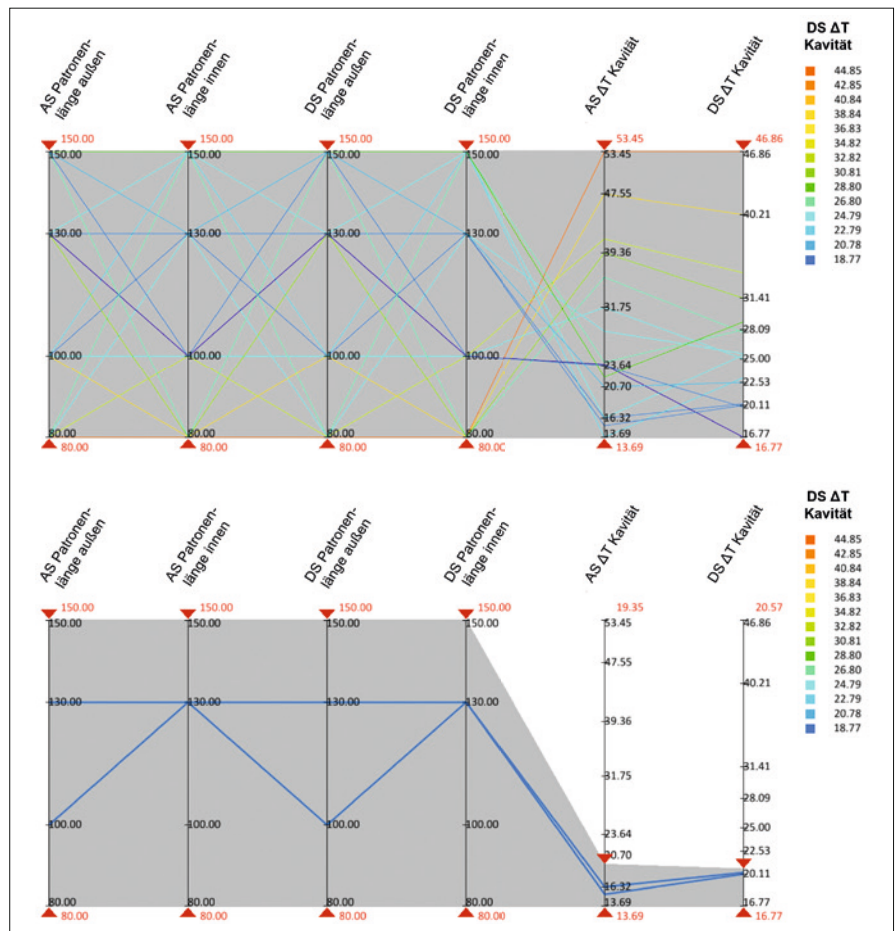 AS Patronen-
länge außen
AS Patronen-
länge innen
DS Patronen-
länge außen
DS Patronen-
länge innen
AS ΔT Kavität
DS ΔT Kavität
DS ΔT
Kavität
44.85
42.85
40.84
38.84
36.83
34.82
32.82
30.81
28.80
26.80
24.79
22.79
20.78
18.77
150.00 150.00 150.00 150.00 53.45 46.86
150.00 150.00 150.00 150.00 53.45 46.86
47.55
40.21
130.00 130.00 130.00 130.00
39.36
31.75
31.41
28.09
100.00 100.00 100.00 100.00
25.00
23.64
22.53
20.70
20.11
16.32
80.00 80.00 80.00 80.00 13.69 16.77
80.00 80.00 80.00 80.00 13.69 16.77
AS Patronen-
länge außen
AS Patronen-
länge innen
DS Patronen-
länge außen
DS Patronen-
länge innen
AS ΔT Kavität
DS ΔT Kavität
DS ΔT
Kavität
44.85
42.85
40.84
38.84
36.83
34.82
32.82
30.81
28.80
26.80
24.79
22.79
20.78
18.77
150.00 150.00 150.00 150.00 19.35 20.57
150.00 150.00 150.00 150.00 53.45 46.86
47.55
40.21
130.00 130.00 130.00 130.00
39.36
31.75
31.41
28.09
100.00 100.00 100.00 100.00
25.00
23.64
22.53
20.70
20.11
16.32
80.00 80.00 80.00 80.00 13.69 16.77
80.00 80.00 80.00 80.00 13.69 16.77